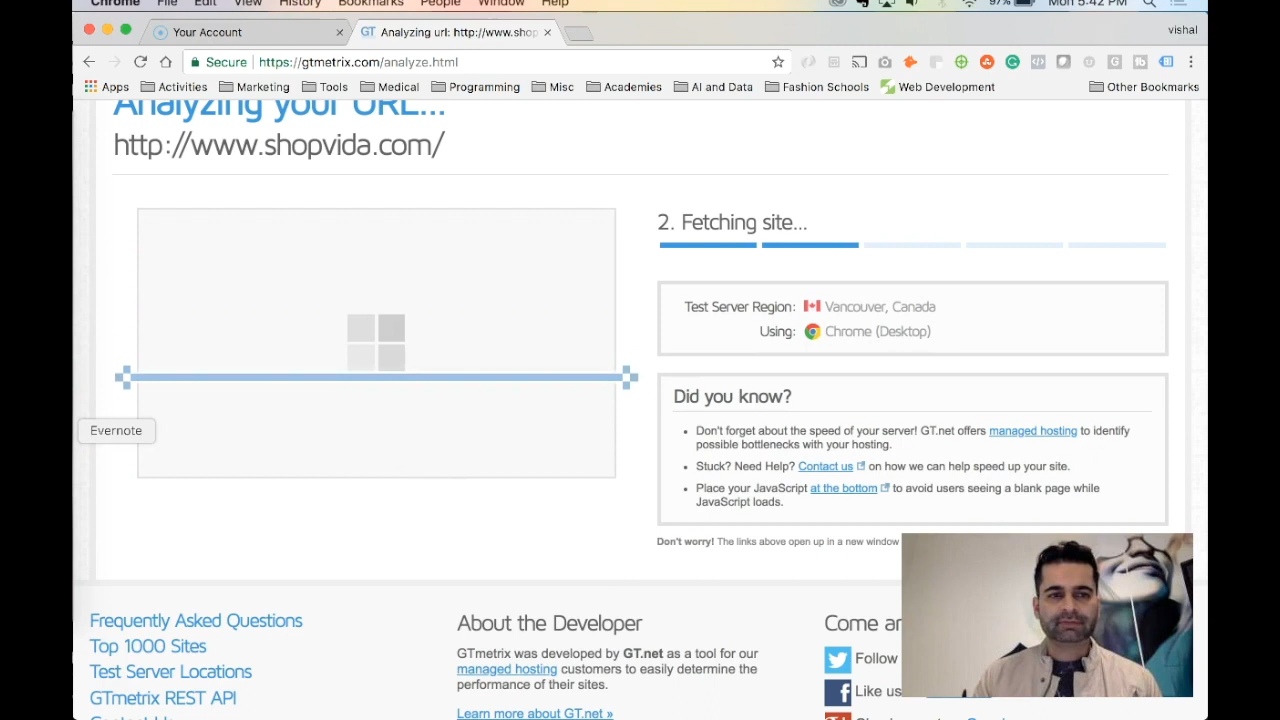 Chrome File Edit View History Bookmarks People Window Help 97% Mon 5:42 PM
Your Account GT Analyzing url: http://www.shop vishal
Secure https://gtmetrix.com/analyze.html
Apps Activities Marketing Tools Medical Programming Misc Academies AI and Data Fashion Schools Web Development Other Bookmarks
Analyzing your URL...
http://www.shopvida.com/
2. Fetching site...
Test Server Region: Vancouver, Canada
Using: Chrome (Desktop)
Did you know?
Don't forget about the speed of your server! GT.net offers managed hosting to identify
possible bottlenecks with your hosting.
Stuck? Need Help? Contact us on how we can help speed up your site.
Place your JavaScript at the bottom to avoid users seeing a blank page while
JavaScript loads.
Don't worry! The links above open up in a new window
Evernote
Frequently Asked Questions
Top 1000 Sites
Test Server Locations
GTmetrix REST API
About the Developer
GTmetrix was developed by GT.net as a tool for our
managed hosting customers to easily determine the
performance of their sites.
Learn more about GT.net »
Come
Follow
Like us